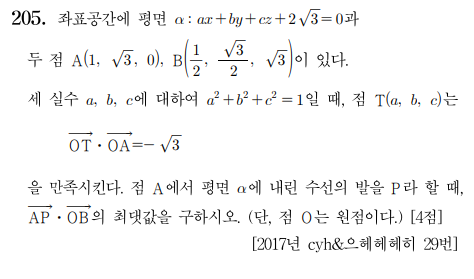 205. 좌표공간에 평면 α : ax+by+cz+2√3=0과
두 점 A(1, √3, 0), B(1/2, √3/2, √3)이 있다.
세 실수 a, b, c에 대하여 a²+b²+c²=1일 때, 점 T(a, b, c)는
OT→ · OA→=-√3
을 만족시킨다. 점 A에서 평면 α에 내린 수선의 발을 P라 할 때,
AP→ · OB→의 최댓값을 구하시오. (단, 점 O는 원점이다.) [4점]
[2017년 cyh&으헤헤헤히 29번]